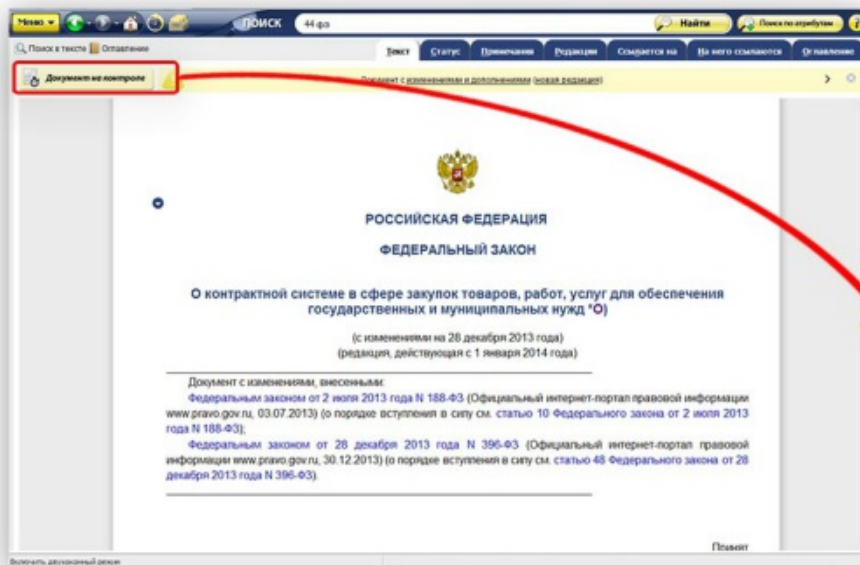 Меню
ПОИСК
44 фз
Найти
Поиск по атрибутам
?
Поиск в тексте Оглавление
Текст
Статус
Примечания
Редакции
Ссылается на
На него ссылаются
Оглавление
Документ на контроле
Документ с изменениями и дополнениями (новая редакция)
РОССИЙСКАЯ ФЕДЕРАЦИЯ
ФЕДЕРАЛЬНЫЙ ЗАКОН
О контрактной системе в сфере закупок товаров, работ, услуг для обеспечения
государственных и муниципальных нужд *О)
(с изменениями на 28 декабря 2013 года)
(редакция, действующая с 1 января 2014 года)
Документ с изменениями, внесенными:
Федеральным законом от 2 июля 2013 года N 188-ФЗ (Официальный интернет-портал правовой информации
www.pravo.gov.ru, 03.07.2013) (о порядке вступления в силу см. статью 10 Федерального закона от 2 июля 2013
года N 188-ФЗ);
Федеральным законом от 28 декабря 2013 года N 396-ФЗ (Официальный интернет-портал правовой
информации www.pravo.gov.ru, 30.12.2013) (о порядке вступления в силу см. статью 48 Федерального закона от 28
декабря 2013 года N 396-ФЗ).
Принят
Включить двухоконный режим